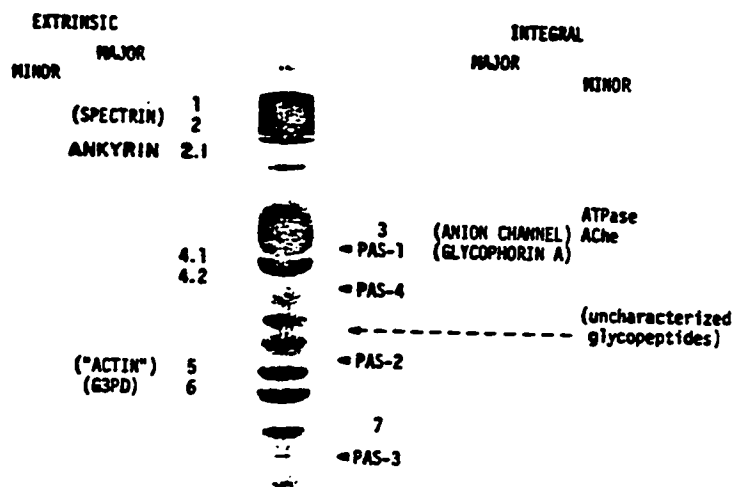 EXTRINSIC
INTEGRAL
MAJOR
MAJOR
MINOR
MINOR
1
(SPECTRIN)
2
ANKYRIN 2.1
3
(ANION CHANNEL)
ATPase
AChe
4.1
PAS-1
(GLYCOPHORIN A)
4.2
PAS-4
(uncharacterized
glycopeptides)
PAS-2
("ACTIN") 5
(G3PD) 6
7
PAS-3